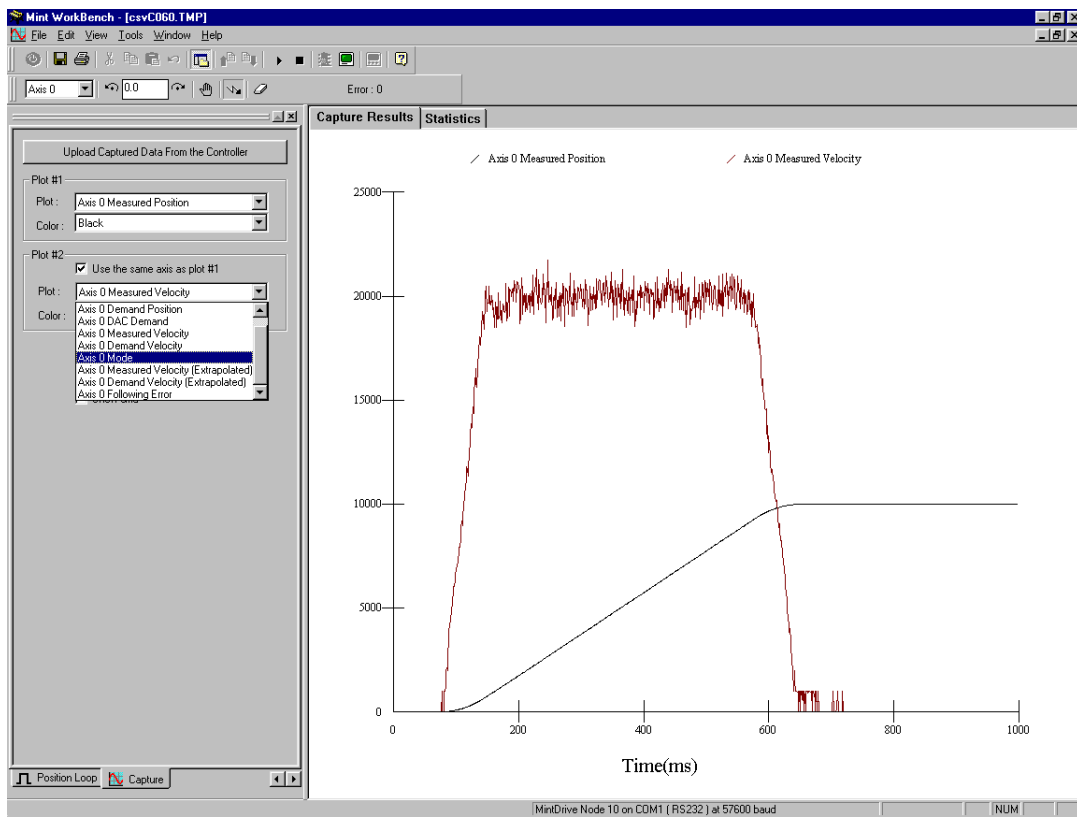 Mint WorkBench - [csvC060.TMP]
File Edit View Tools Window Help
Axis 0 0.0 Error : 0
Upload Captured Data From the Controller
Plot #1
Plot : Axis 0 Measured Position
Color : Black
Plot #2
Use the same axis as plot #1
Plot : Axis 0 Measured Velocity
Color :
Axis 0 Demand Position
Axis 0 DAC Demand
Axis 0 Measured Velocity
Axis 0 Demand Velocity
Axis 0 Mode
Axis 0 Measured Velocity (Extrapolated)
Axis 0 Demand Velocity (Extrapolated)
Axis 0 Following Error
Position Loop Capture
Capture Results Statistics
Axis 0 Measured Position Axis 0 Measured Velocity
25000
20000
15000
10000
5000
0
0 200 400 600 800 1000
Time(ms)
MintDrive Node 10 on COM1 ( RS232 ) at 57600 baud NUM